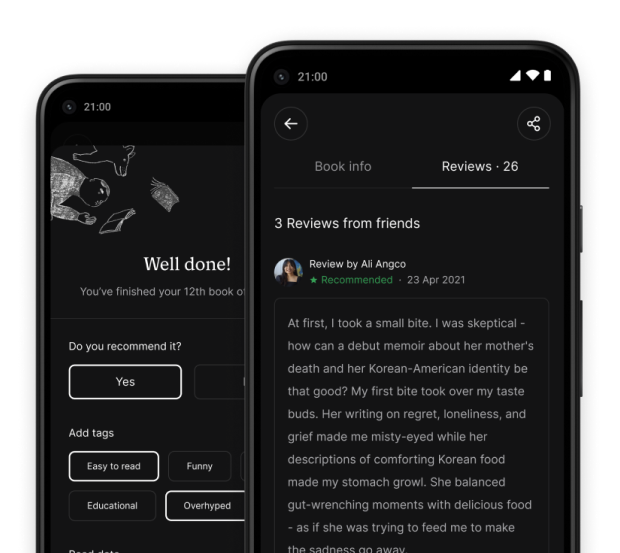 21:00
Well done!
You've finished your 12th book of
Do you recommend it?
Yes
Add tags
Easy to read
Funny
Educational
Overhyped
Read date
21:00
Book info
Reviews · 26
3 Reviews from friends
Review by Ali Angco
★ Recommended · 23 Apr 2021
At first, I took a small bite. I was skeptical -
how can a debut memoir about her mother's
death and her Korean-American identity be
that good? My first bite took over my taste
buds. Her writing on regret, loneliness, and
grief made me misty-eyed while her
descriptions of comforting Korean food
made my stomach growl. She balanced
gut-wrenching moments with delicious food
- as if she was trying to feed me to make
the sadness go away.